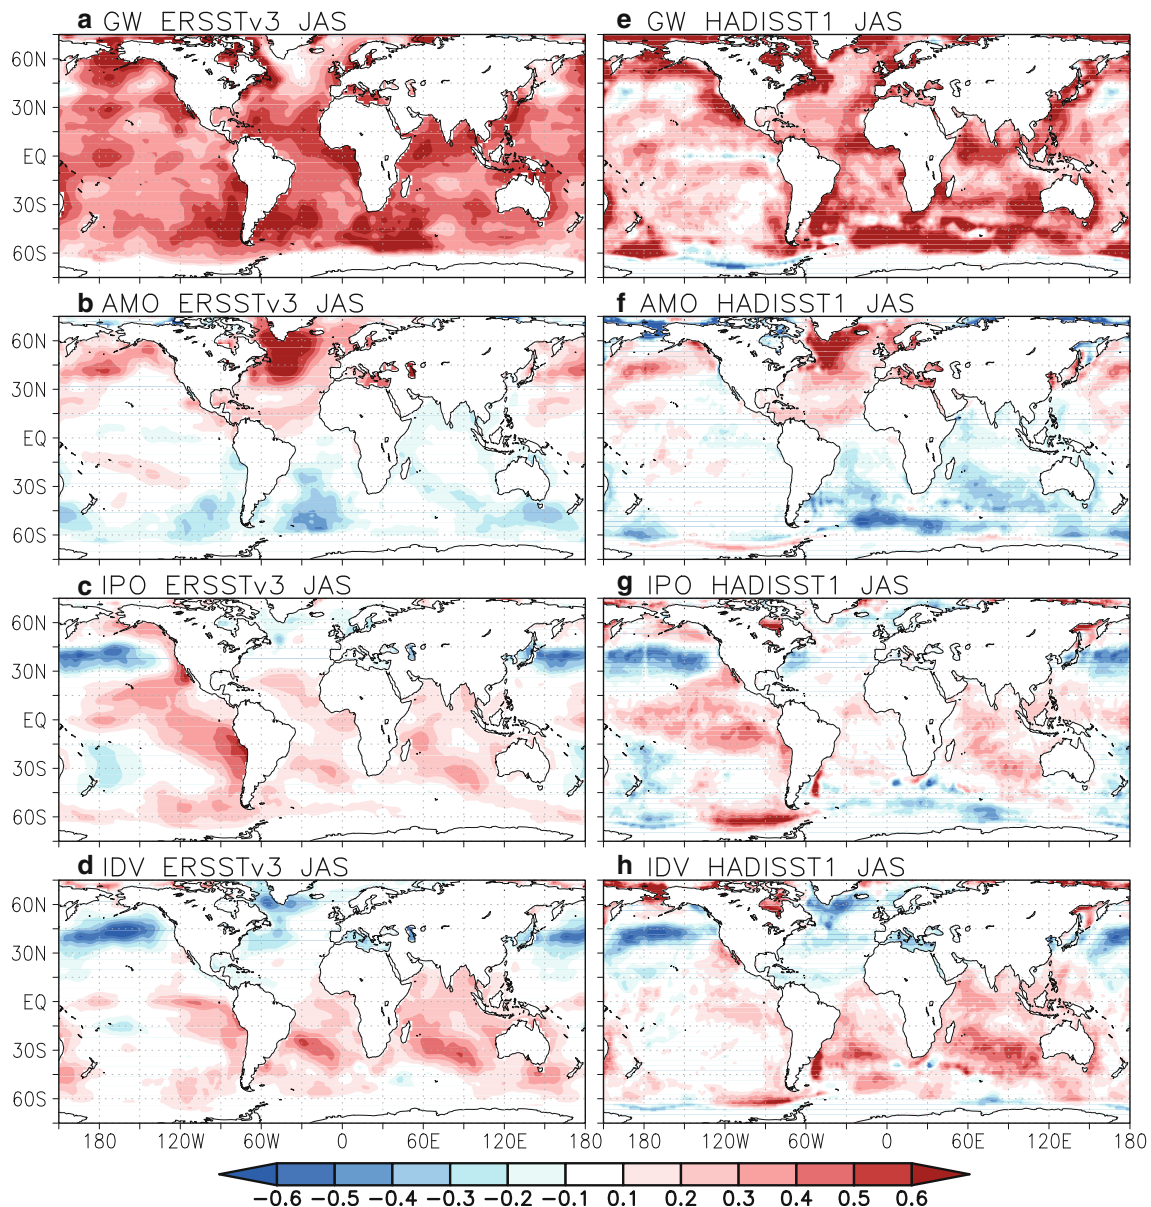 a GW ERSSTv3 JAS
e GW HADISST1 JAS
60N
30N
EQ
30S
60S
b AMO ERSSTv3 JAS
f AMO HADISST1 JAS
60N
30N
EQ
30S
60S
c IPO ERSSTv3 JAS
g IPO HADISST1 JAS
60N
30N
EQ
30S
60S
d IDV ERSSTv3 JAS
h IDV HADISST1 JAS
60N
30N
EQ
30S
60S
180 120W 60W 0 60E 120E 180 120W 60W 0 60E 120E 180
-0.6 -0.5 -0.4 -0.3 -0.2 -0.1 0.1 0.2 0.3 0.4 0.5 0.6